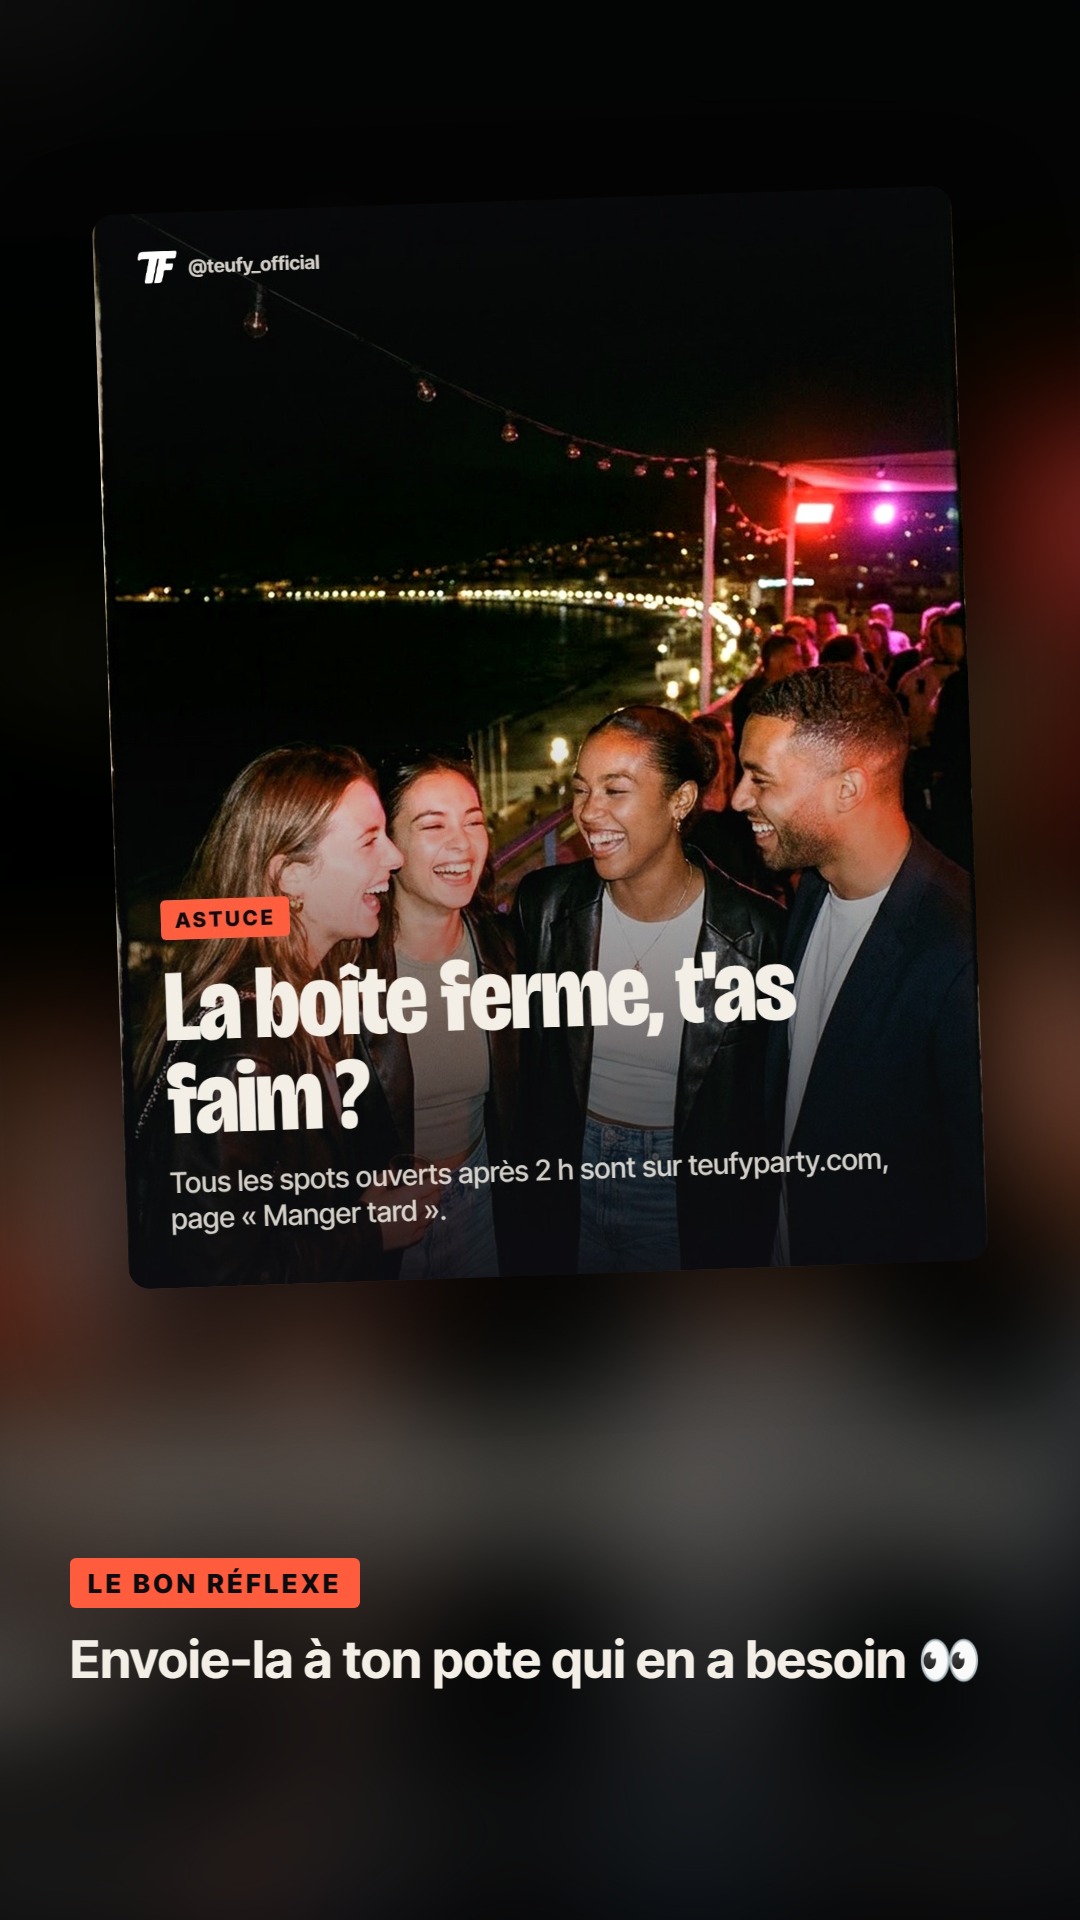 TF @teufy_official
ASTUCE
La boîte ferme, t'as
faim ?
Tous les spots ouverts après 2 h sont sur teufyparty.com,
page « Manger tard ».
LE BON RÉFLEXE
Envoie-la à ton pote qui en a besoin 👀